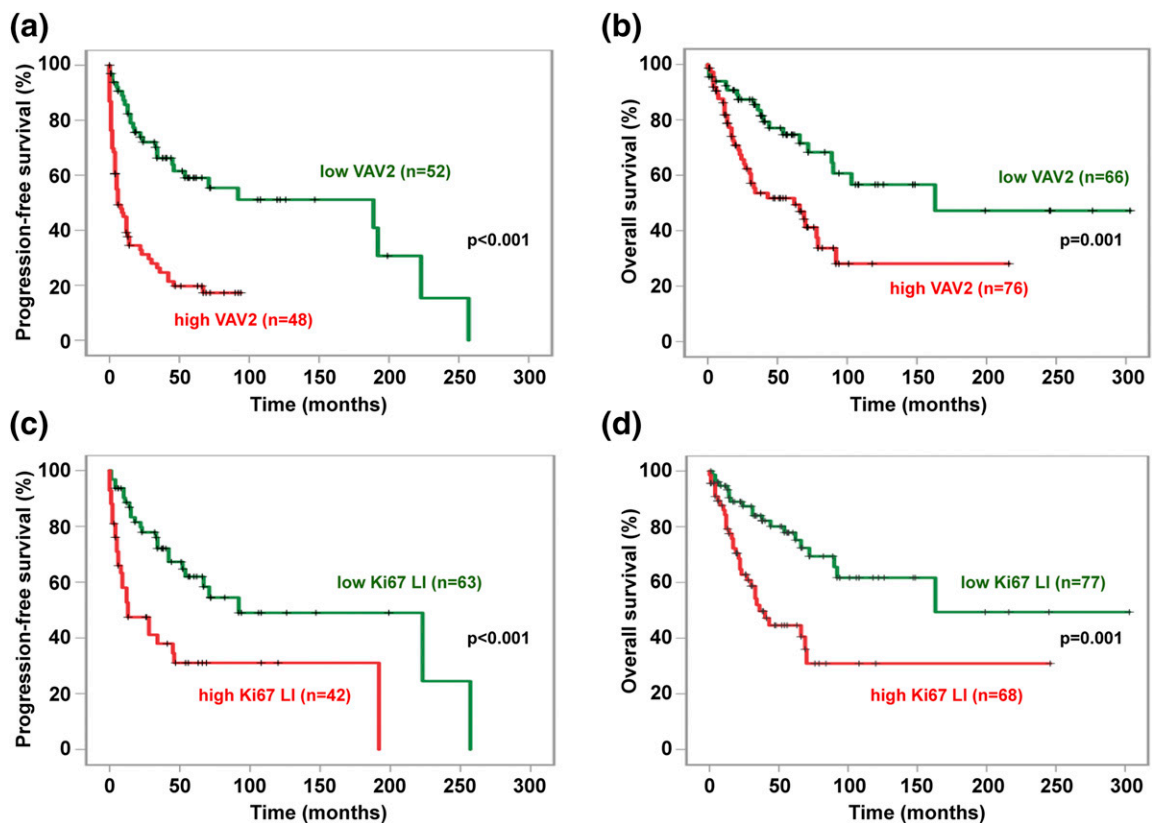 (a)
Progression-free survival (%)
100
80
60
40
20
0
low VAV2 (n=52)
p<0.001
high VAV2 (n=48)
0 50 100 150 200 250 300
Time (months)
(b)
Overall survival (%)
100
80
60
40
20
0
low VAV2 (n=66)
p=0.001
high VAV2 (n=76)
0 50 100 150 200 250 300
Time (months)
(c)
Progression-free survival (%)
100
80
60
40
20
0
low Ki67 LI (n=63)
p<0.001
high Ki67 LI (n=42)
0 50 100 150 200 250 300
Time (months)
(d)
Overall survival (%)
100
80
60
40
20
0
low Ki67 LI (n=77)
p=0.001
high Ki67 LI (n=68)
0 50 100 150 200 250 300
Time (months)